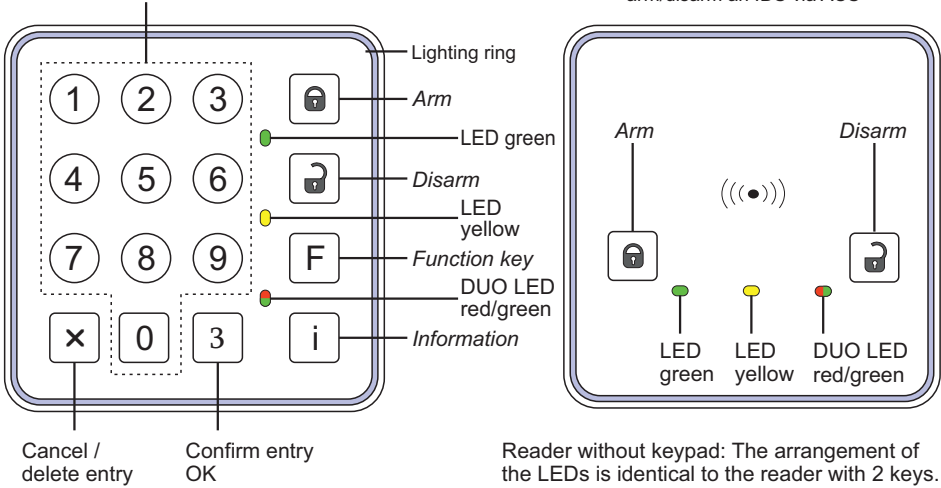 Lighting ring
1 2 3
Arm
LED green
4 5 6
Disarm
LED
yellow
7 8 9
F
Function key
DUO LED
red/green
× 0 3
i
Information
Cancel /
delete entry
Confirm entry
OK
Arm
Disarm
LED
green
LED
yellow
DUO LED
red/green
Reader without keypad: The arrangement of
the LEDs is identical to the reader with 2 keys.